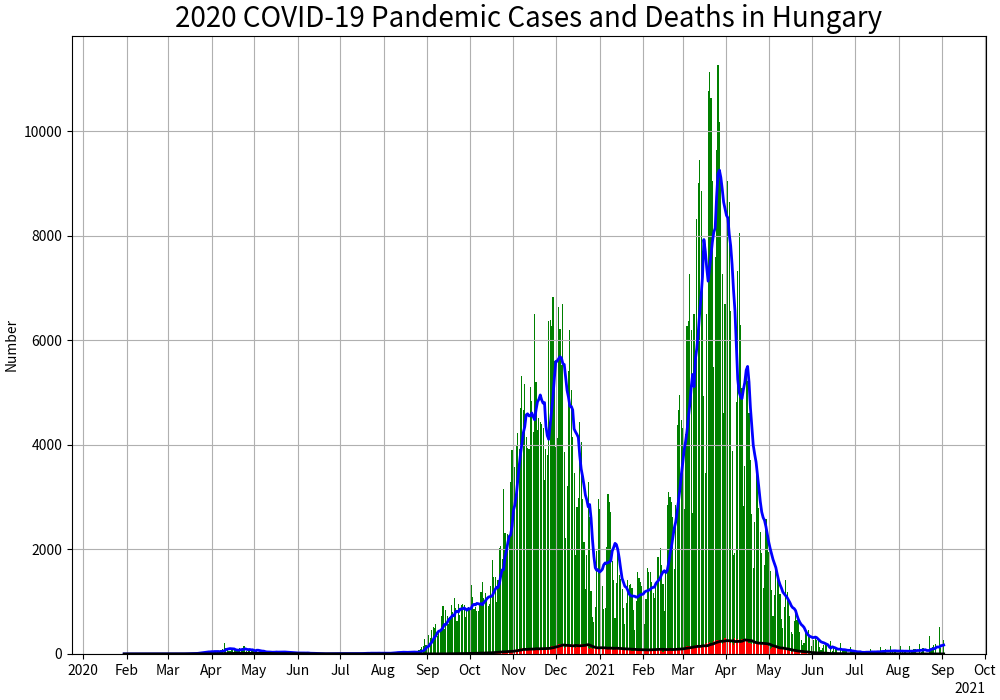 2020 COVID-19 Pandemic Cases and Deaths in Hungary
10000
8000
6000
4000
2000
0
Number
2020 Feb Mar Apr May Jun Jul Aug Sep Oct Nov Dec 2021 Feb Mar Apr May Jun Jul Aug Sep Oct
2021